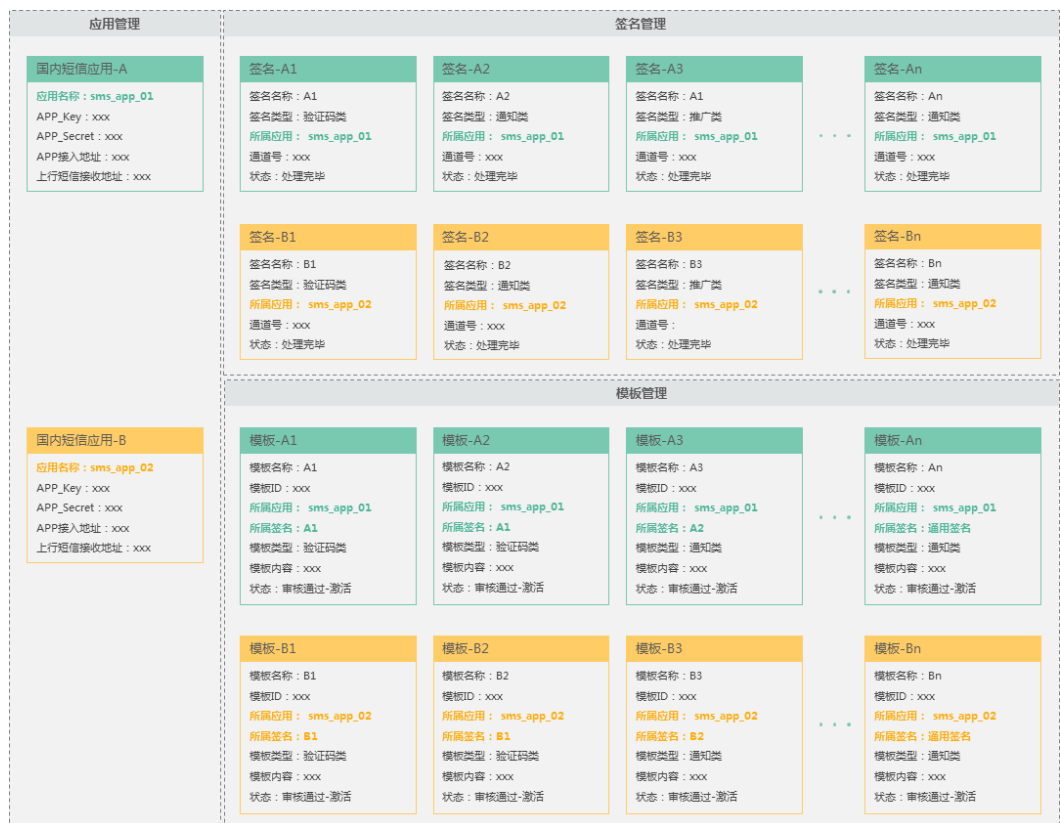 应用管理
国内短信应用-A
应用名称：sms_app_01
APP_Key：xxx
APP_Secret：xxx
APP接入地址：xxx
上行短信接收地址：xxx
国内短信应用-B
应用名称：sms_app_02
APP_Key：xxx
APP_Secret：xxx
APP接入地址：xxx
上行短信接收地址：xxx
签名管理
签名-A1
签名名称：A1
签名类型：验证码类
所属应用： sms_app_01
通道号：xxx
状态：处理完毕
签名-A2
签名名称：A2
签名类型：通知类
所属应用： sms_app_01
通道号：xxx
状态：处理完毕
签名-A3
签名名称：A1
签名类型：推广类
所属应用： sms_app_01
通道号：xxx
状态：处理完毕
签名-An
签名名称：An
签名类型：通知类
所属应用： sms_app_01
通道号：xxx
状态：处理完毕
签名-B1
签名名称：B1
签名类型：验证码类
所属应用： sms_app_02
通道号：xxx
状态：处理完毕
签名-B2
签名名称：B2
签名类型：通知类
所属应用： sms_app_02
通道号：xxx
状态：处理完毕
签名-B3
签名名称：B3
签名类型：推广类
所属应用： sms_app_02
通道号：
状态：处理完毕
签名-Bn
签名名称：Bn
签名类型：通知类
所属应用： sms_app_02
通道号：xxx
状态：处理完毕
模板管理
模板-A1
模板名称：A1
模板ID：xxx
所属应用： sms_app_01
所属签名：A1
模板类型：验证码类
模板内容：xxx
状态：审核通过-激活
模板-A2
模板名称：A2
模板ID：xxx
所属应用： sms_app_01
所属签名：A1
模板类型：验证码类
模板内容：xxx
状态：审核通过-激活
模板-A3
模板名称：A3
模板ID：xxx
所属应用： sms_app_01
所属签名：A2
模板类型：通知类
模板内容：xxx
状态：审核通过-激活
模板-An
模板名称：An
模板ID：xxx
所属应用： sms_app_01
所属签名：通用签名
模板类型：通知类
模板内容：xxx
状态：审核通过-激活
模板-B1
模板名称：B1
模板ID：xxx
所属应用： sms_app_02
所属签名：B1
模板类型：验证码类
模板内容：xxx
状态：审核通过-激活
模板-B2
模板名称：B2
模板ID：xxx
所属应用： sms_app_02
所属签名：B1
模板类型：验证码类
模板内容：xxx
状态：审核通过-激活
模板-B3
模板名称：B3
模板ID：xxx
所属应用： sms_app_02
所属签名：B2
模板类型：通知类
模板内容：xxx
状态：审核通过-激活
模板-Bn
模板名称：Bn
模板ID：xxx
所属应用： sms_app_02
所属签名：通用签名
模板类型：通知类
模板内容：xxx
状态：审核通过-激活